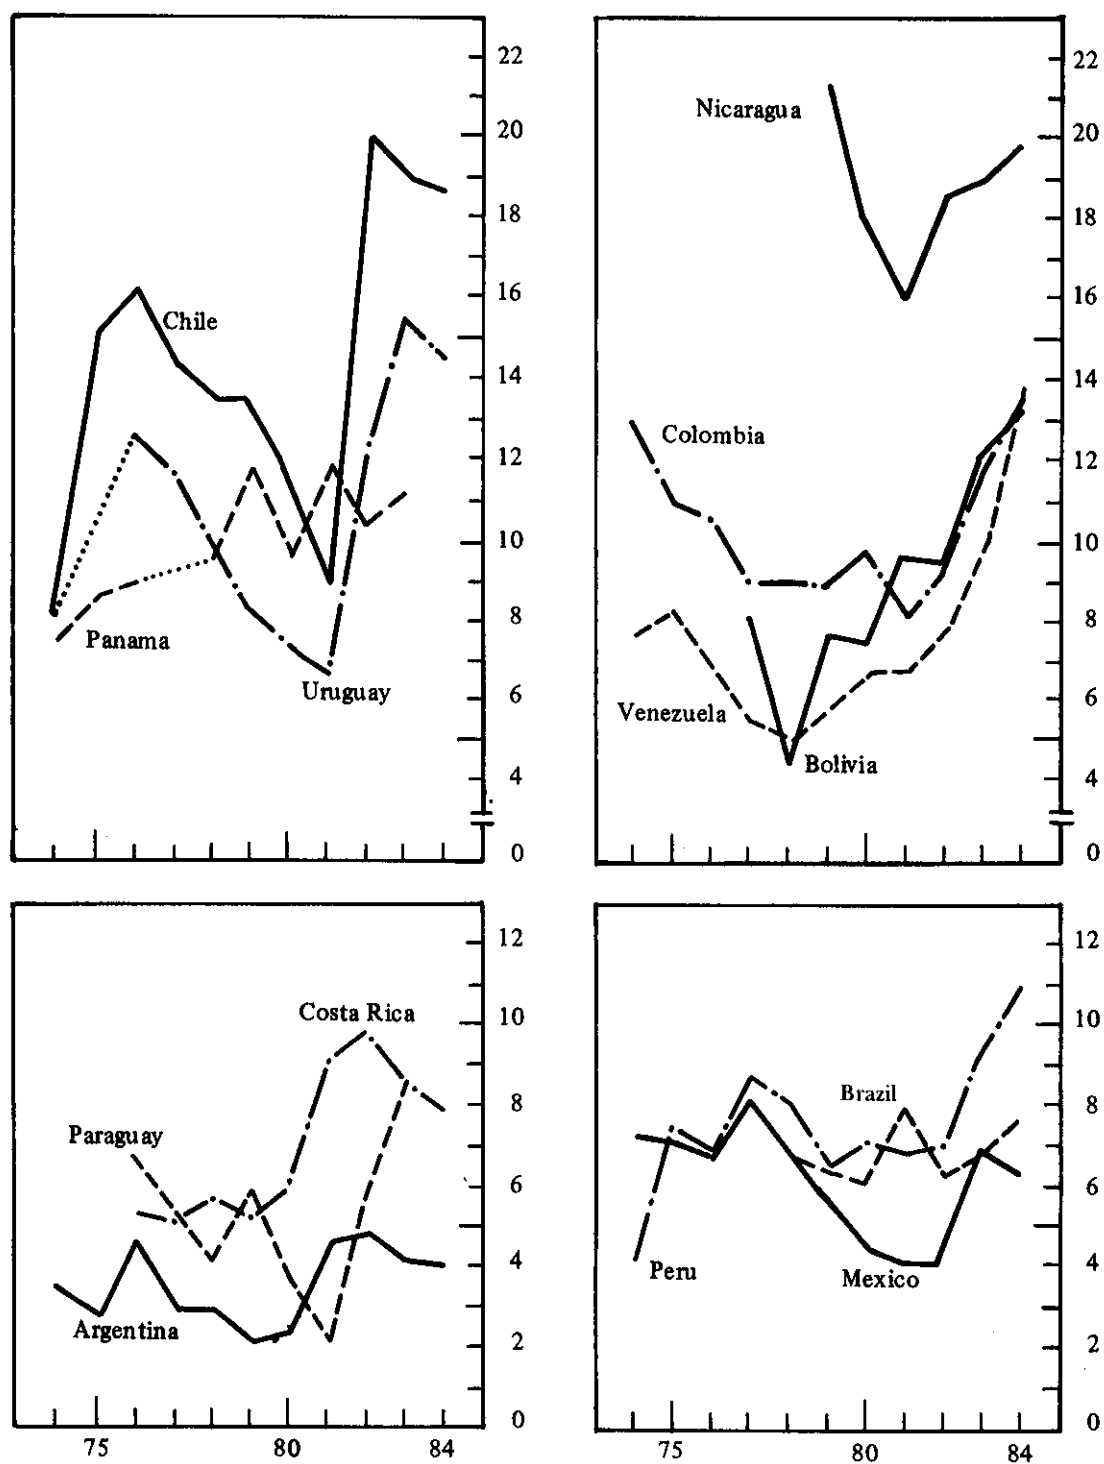 22
20
18
16
14
12
10
8
6
4
0
Chile
Panama
Uruguay
22
20
18
16
14
12
10
8
6
4
0
Nicaragua
Colombia
Venezuela
Bolivia
12
10
8
6
4
2
0
Costa Rica
Paraguay
Argentina
75 80 84
12
10
8
6
4
2
0
Brazil
Peru
Mexico
75 80 84